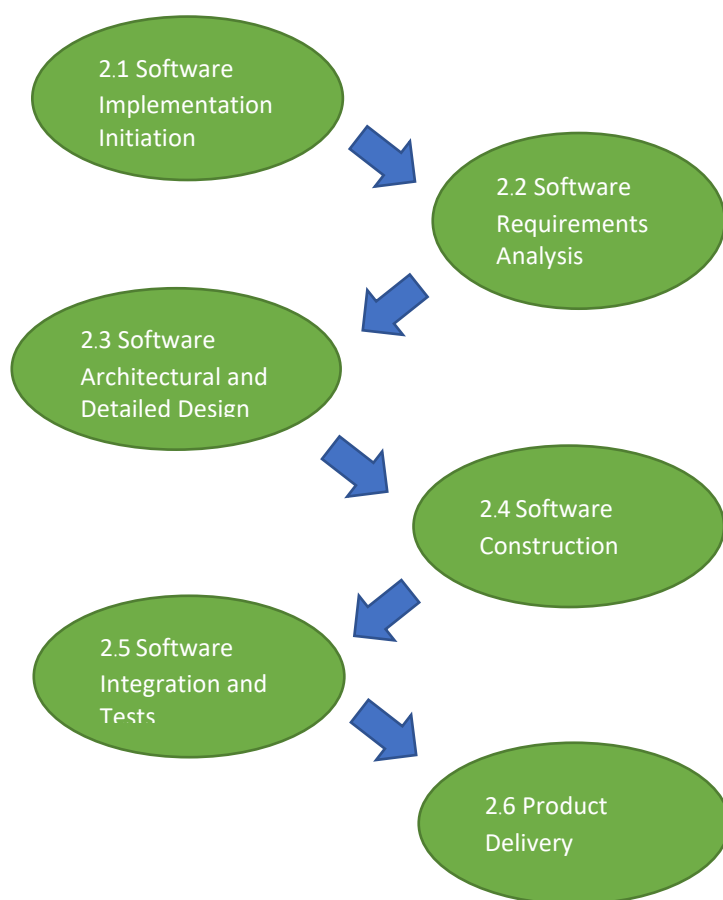 2.1 Software
Implementation
Initiation
2.2 Software
Requirements
Analysis
2.3 Software
Architectural and
Detailed Design
2.4 Software
Construction
2.5 Software
Integration and
Tests
2.6 Product
Delivery